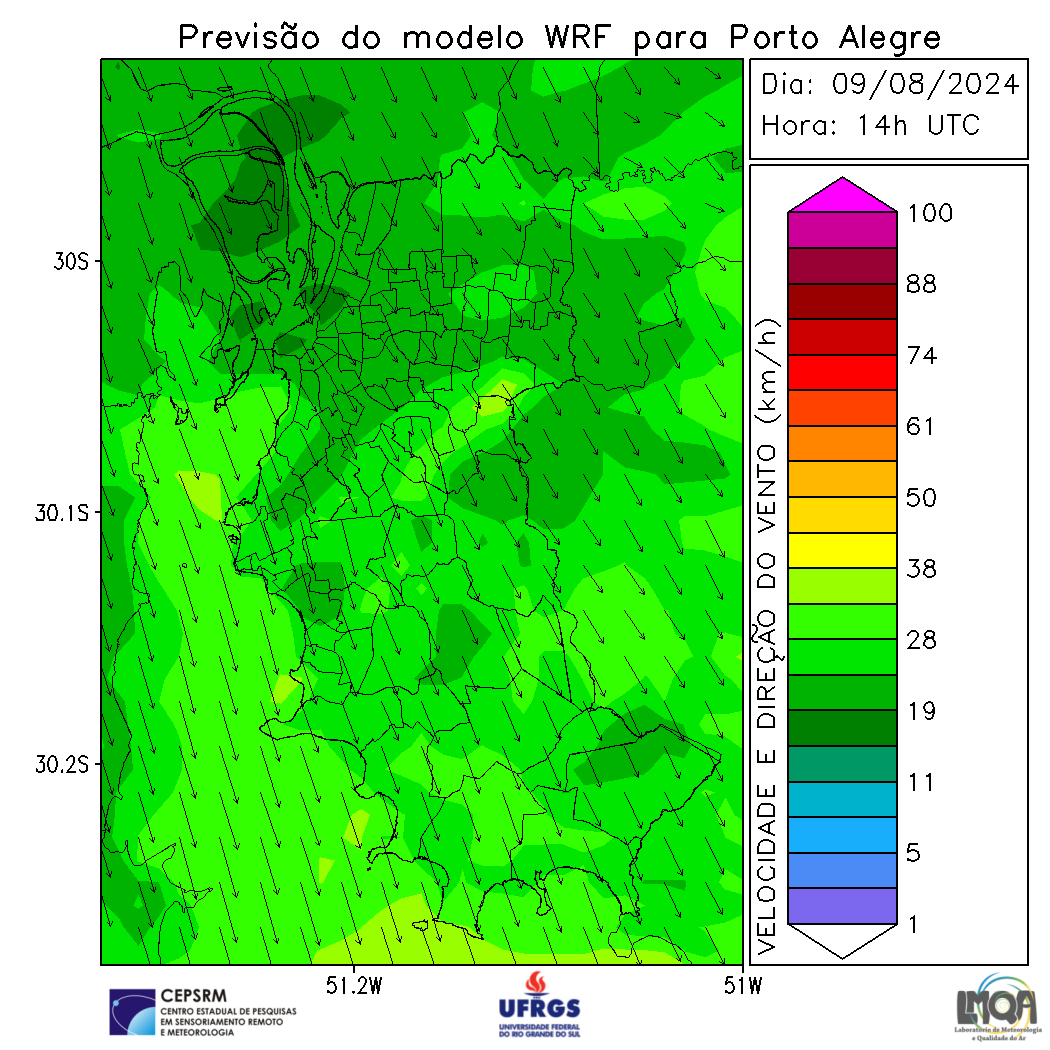 Previsão do modelo WRF para Porto Alegre
Dia: 09/08/2024
Hora: 14h UTC
VELOCIDADE E DIREÇÃO DO VENTO (km/h)
100
88
74
61
50
38
28
19
11
5
1
30S
30.1S
30.2S
51.2W
51W
CEPSRM
CENTRO ESTADUAL DE PESQUISAS
EM SENSORIAMENTO REMOTO
E METEOROLOGIA
UFRGS
UNIVERSIDADE FEDERAL
DO RIO GRANDE DO SUL
LMQA
Laboratório de Meteorologia
e Qualidade do Ar